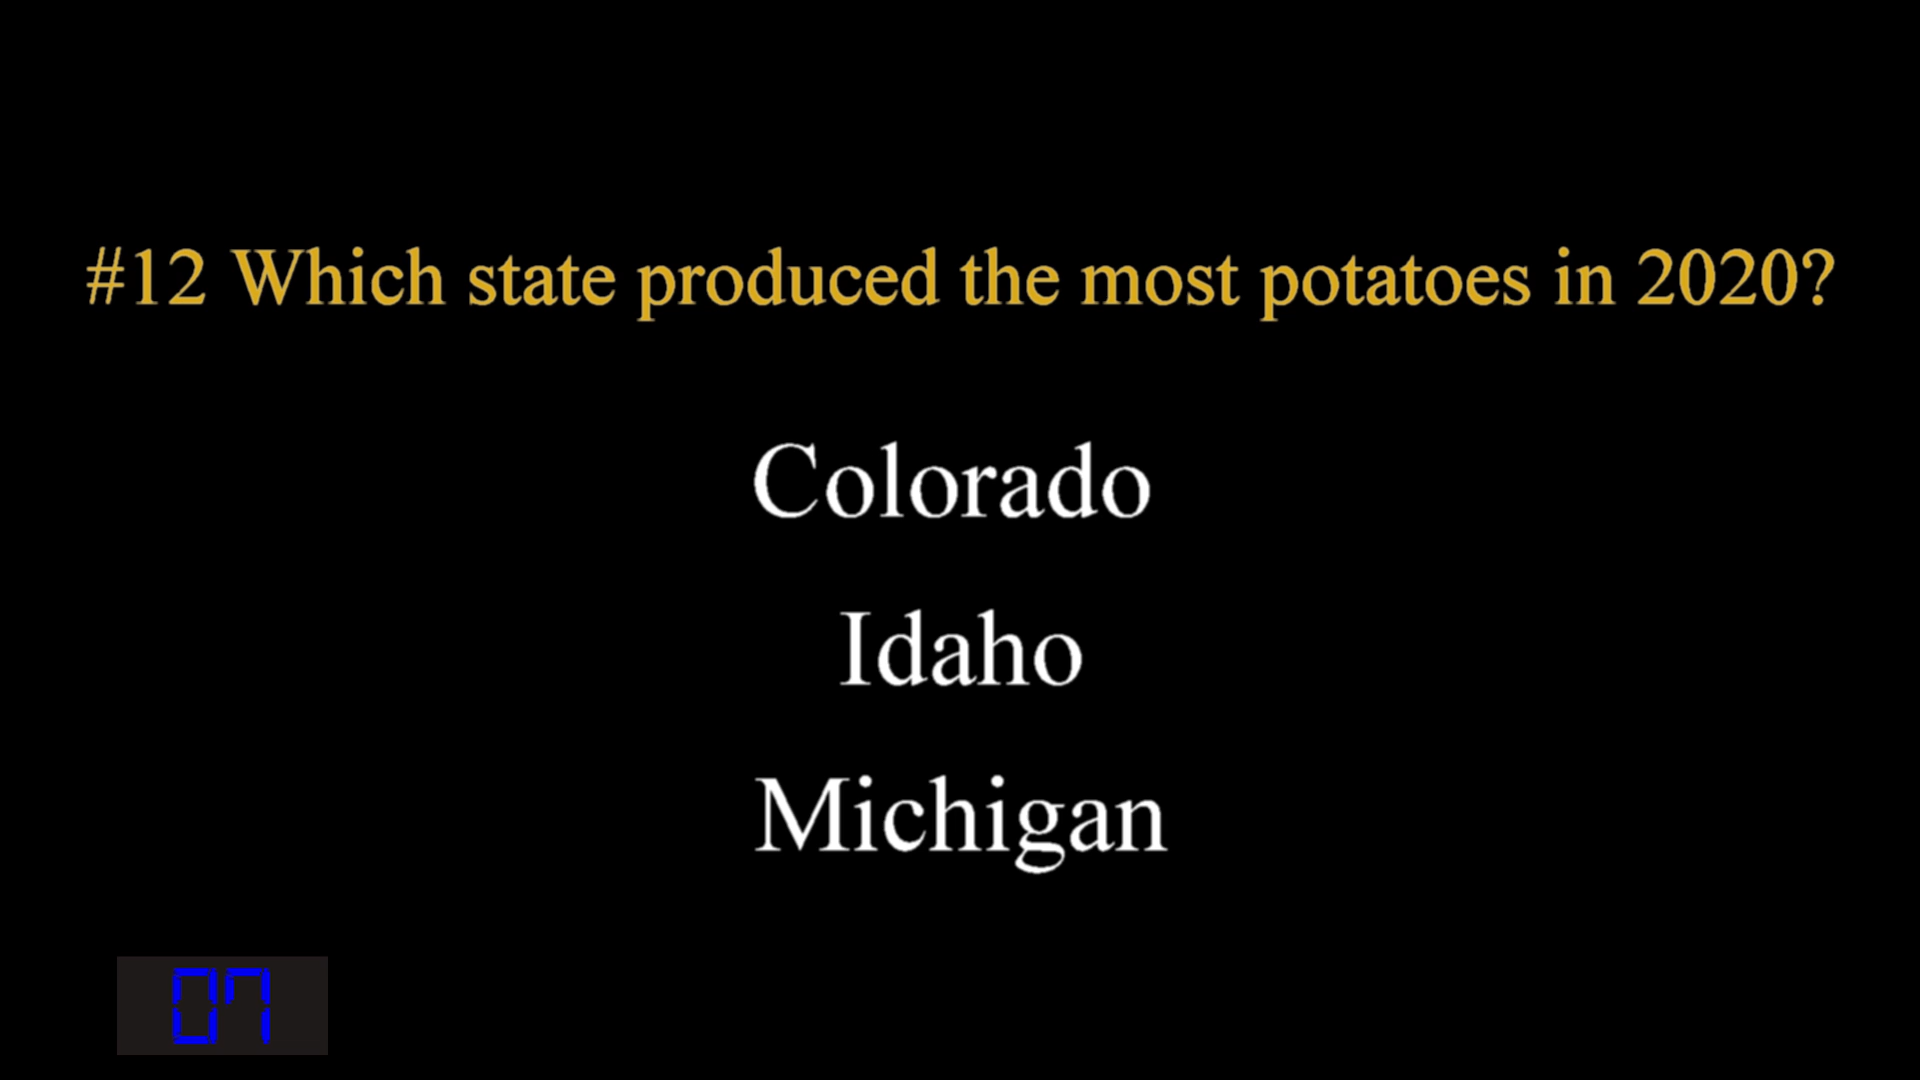 #12 Which state produced the most potatoes in 2020?
Colorado
Idaho
Michigan
07